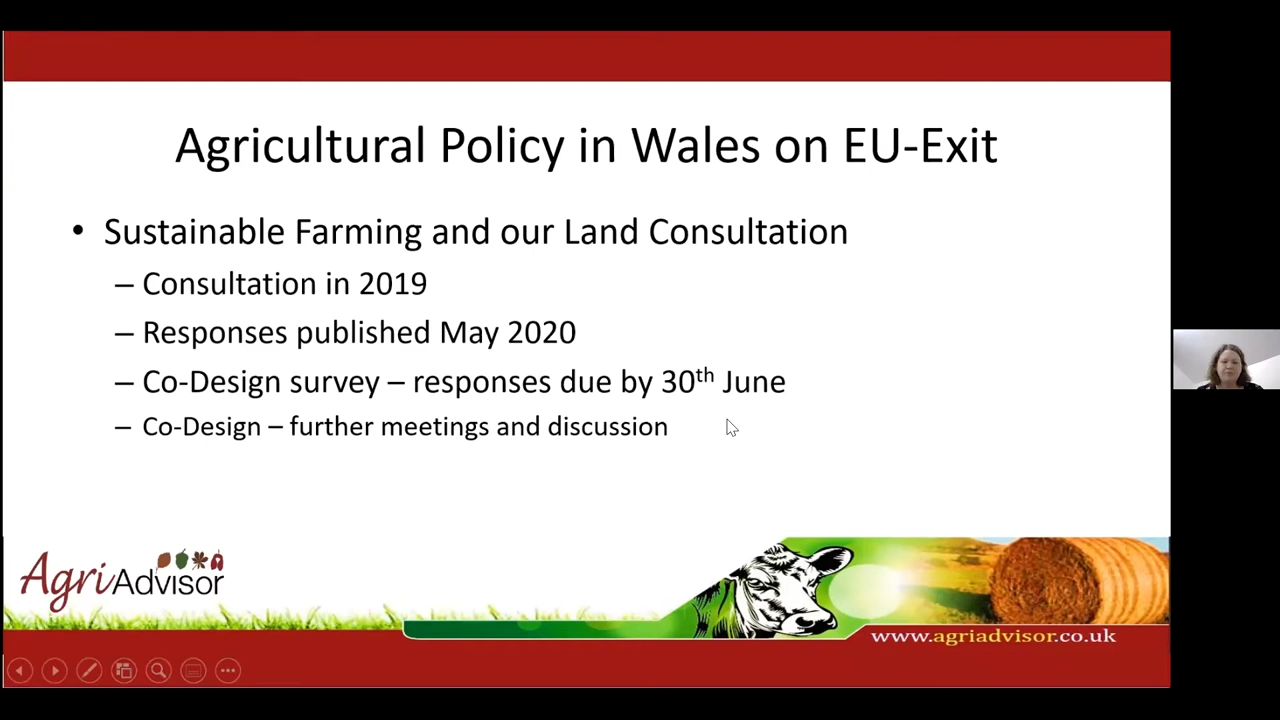 Agricultural Policy in Wales on EU-Exit
• Sustainable Farming and our Land Consultation
– Consultation in 2019
– Responses published May 2020
– Co-Design survey – responses due by 30th June
– Co-Design – further meetings and discussion
AgriAdvisor
www.agriadvisor.co.uk